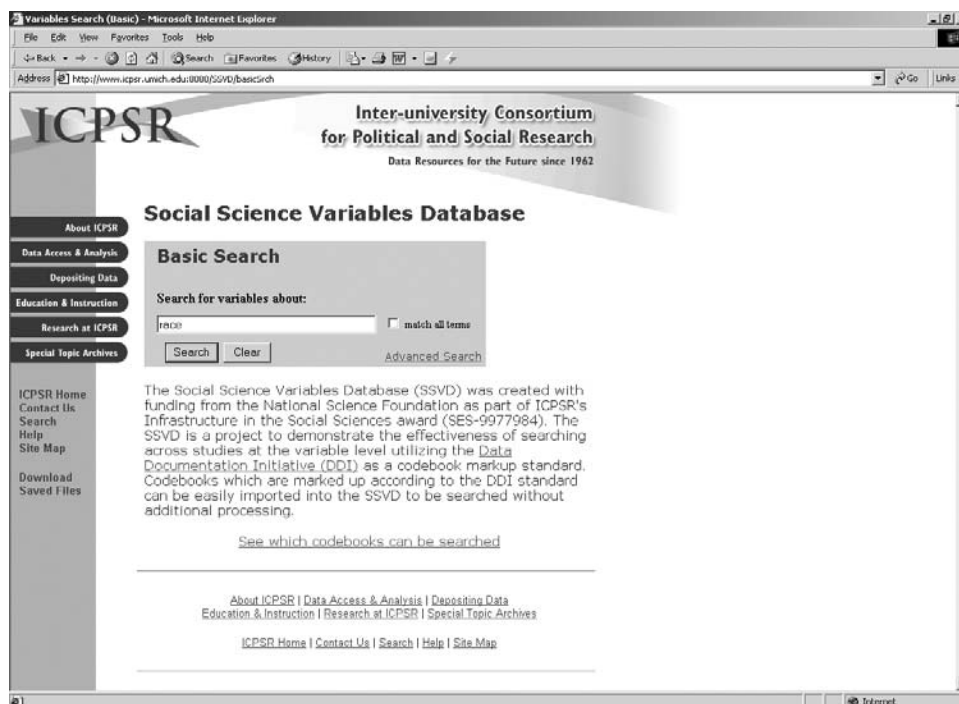 Variables Search (Basic) - Microsoft Internet Explorer
File Edit View Favorites Tools Help
Back Search Favorites History
Address http://www.icpsr.umich.edu:8080/SSVD/basicSrch Go Links
ICPSR
Inter-university Consortium
for Political and Social Research
Data Resources for the Future since 1962
Social Science Variables Database
About ICPSR
Data Access & Analysis
Depositing Data
Education & Instruction
Research at ICPSR
Special Topic Archives
ICPSR Home
Contact Us
Search
Help
Site Map
Download
Saved Files
Basic Search
Search for variables about:
race match all terms
Search Clear Advanced Search
The Social Science Variables Database (SSVD) was created with
funding from the National Science Foundation as part of ICPSR's
Infrastructure in the Social Sciences award (SES-9977984). The
SSVD is a project to demonstrate the effectiveness of searching
across studies at the variable level utilizing the Data
Documentation Initiative (DDI) as a codebook markup standard.
Codebooks which are marked up according to the DDI standard
can be easily imported into the SSVD to be searched without
additional processing.
See which codebooks can be searched
About ICPSR | Data Access & Analysis | Depositing Data
Education & Instruction | Research at ICPSR | Special Topic Archives
ICPSR Home | Contact Us | Search | Help | Site Map
Internet